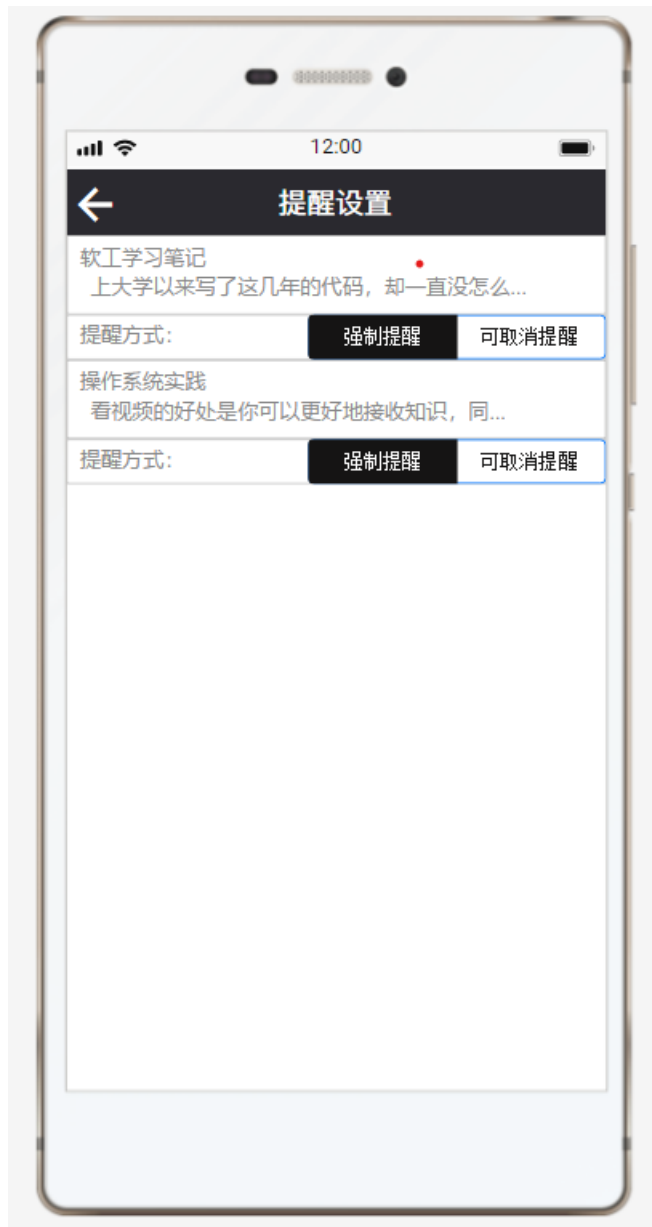 12:00
提醒设置
软工学习笔记
上大学以来写了这几年的代码，却一直没怎么...
提醒方式：
强制提醒
可取消提醒
操作系统实践
看视频的好处是你可以更好地接收知识，同...
提醒方式：
强制提醒
可取消提醒